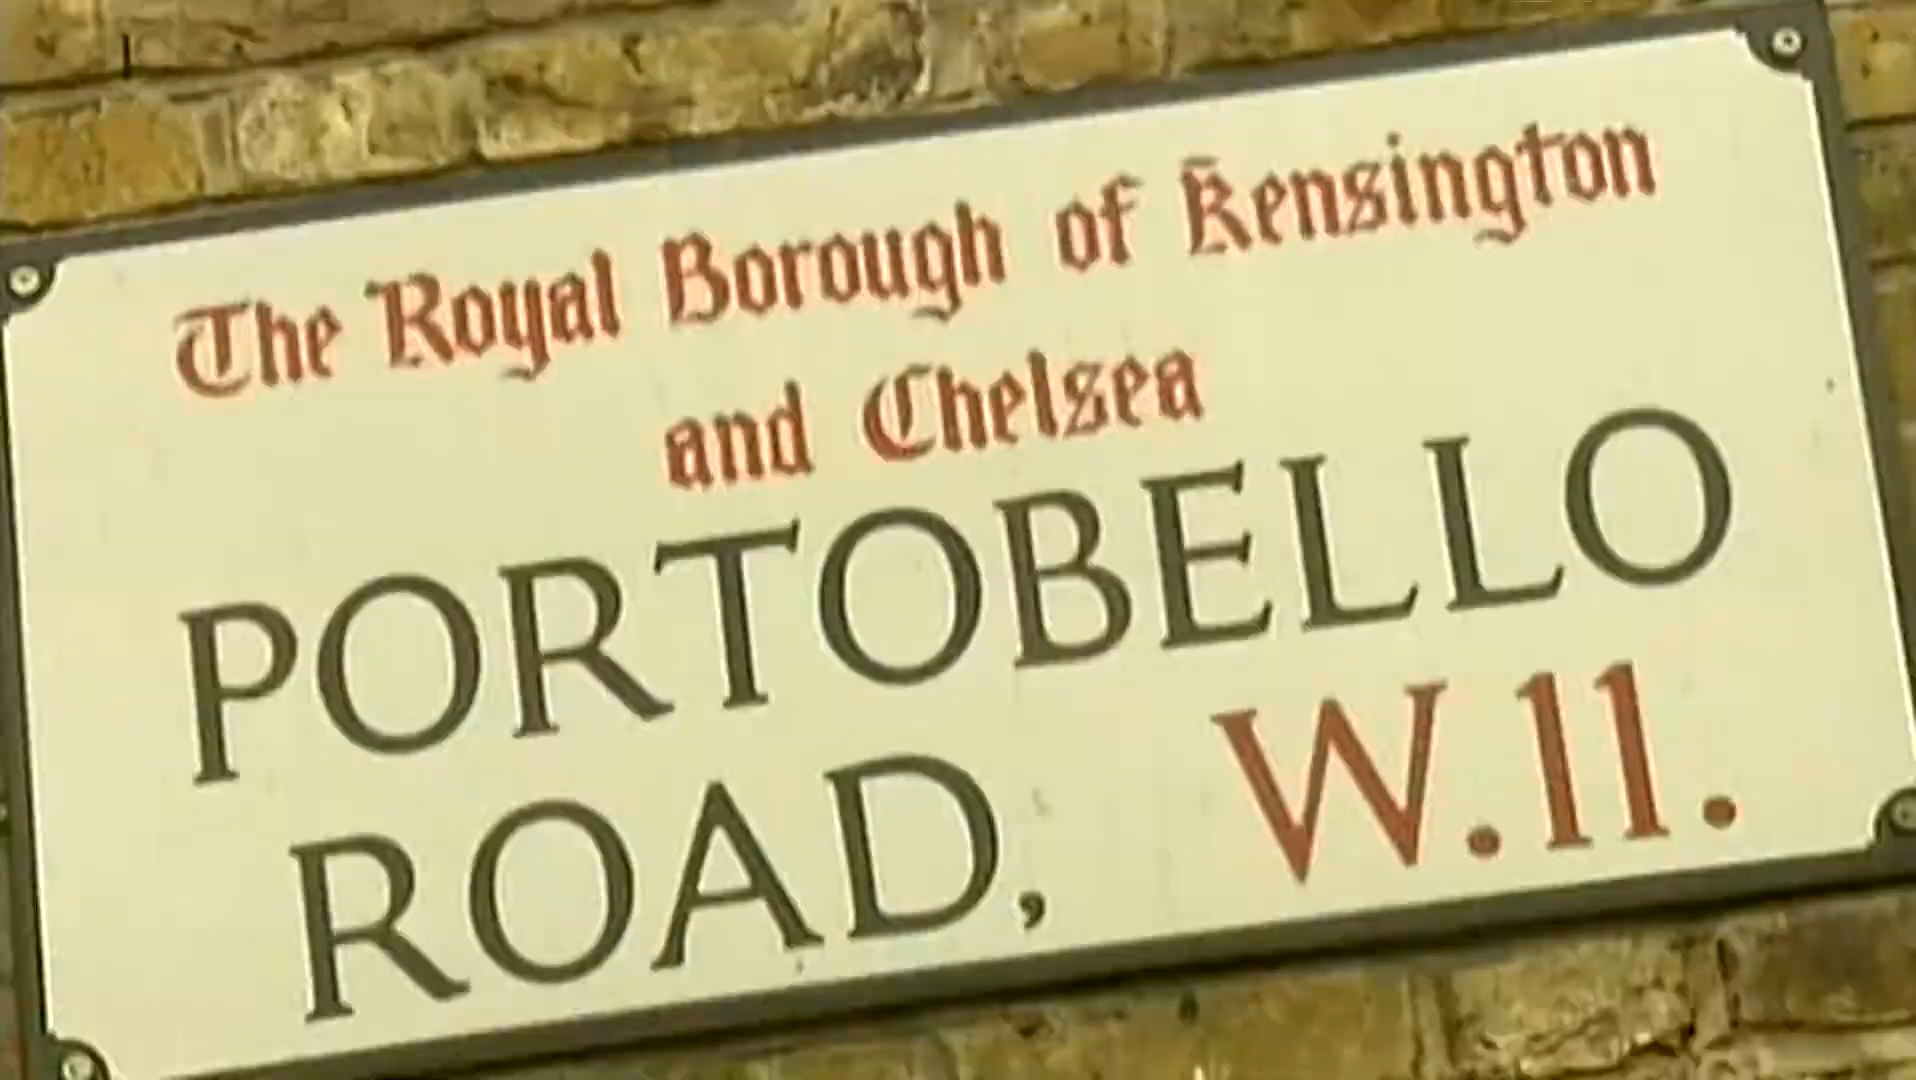 The Royal Borough of Kensington
and Chelsea
PORTOBELLO
ROAD, W.11.